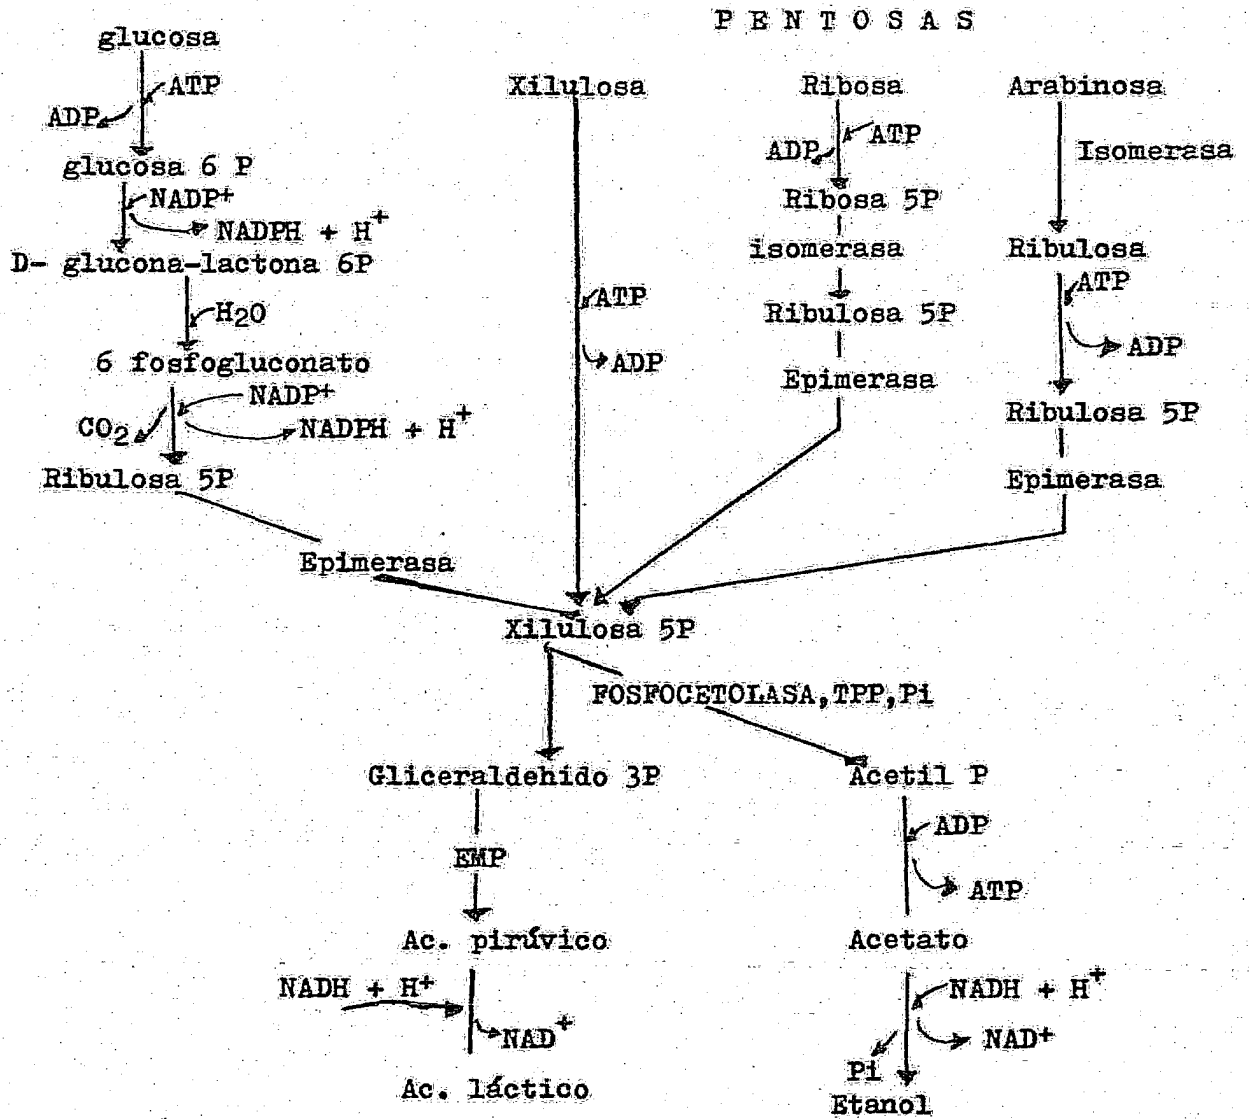 PENTOSAS
glucosa
ATP
ADP
glucosa 6 P
NADP+
NADPH + H+
D- glucona-lactona 6P
H2O
6 fosfogluconato
NADP+
CO2
NADPH + H+
Ribulosa 5P
Epimerasa
Xilulosa
ATP
ADP
Ribosa
ATP
ADP
Ribosa 5P
isomerasa
Ribulosa 5P
Epimerasa
Arabinosa
Isomerasa
Ribulosa
ATP
ADP
Ribulosa 5P
Epimerasa
Xilulosa 5P
FOSFOCETOLASA,TPP,Pi
Gliceraldehido 3P
EMP
Ac. pirúvico
NADH + H+
NAD+
Ac. láctico
Acetil P
ADP
ATP
Acetato
NADH + H+
NAD+
Pi
Etanol